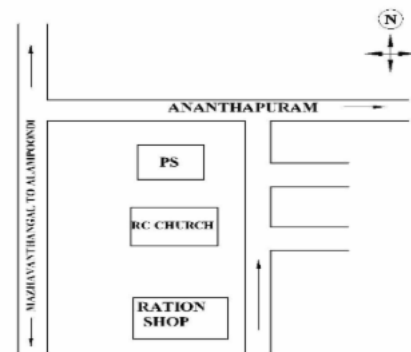 N
ANANTHAPURAM
MAZHAVANTHANGAL TO ALAMPOONDI
PS
RC CHURCH
RATION
SHOP